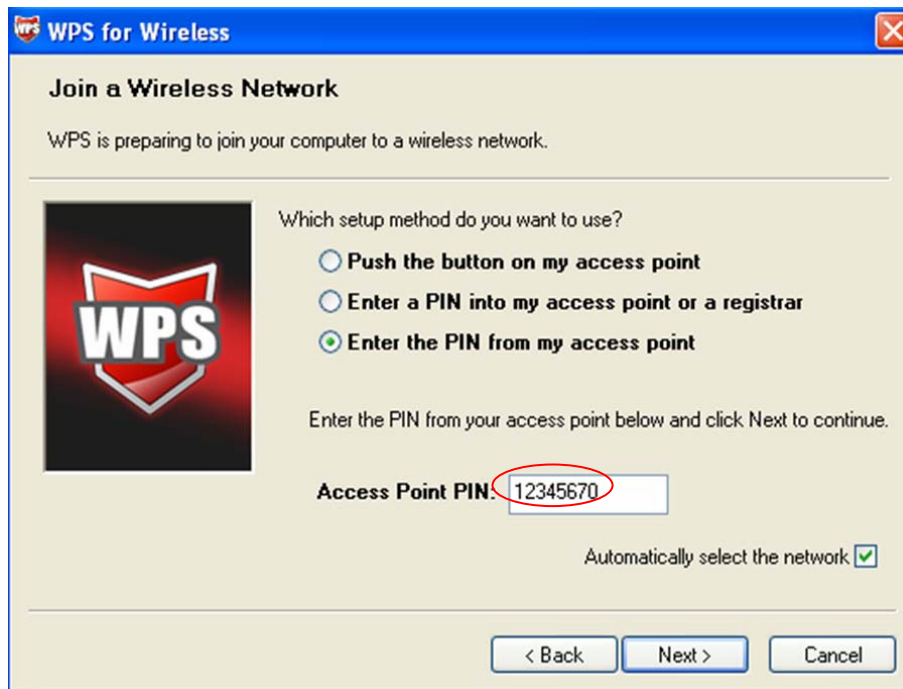 WPS for Wireless
Join a Wireless Network
WPS is preparing to join your computer to a wireless network.
Which setup method do you want to use?
Push the button on my access point
Enter a PIN into my access point or a registrar
Enter the PIN from my access point
WPS
Enter the PIN from your access point below and click Next to continue.
Access Point PIN: 12345670
Automatically select the network
< Back Next > Cancel